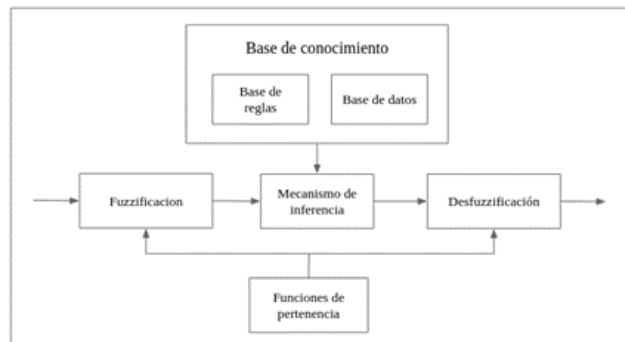 Base de conocimiento
Base de
reglas
Base de datos
Fuzzificacion
Mecanismo de
inferencia
Desfuzzificación
Funciones de
pertenencia